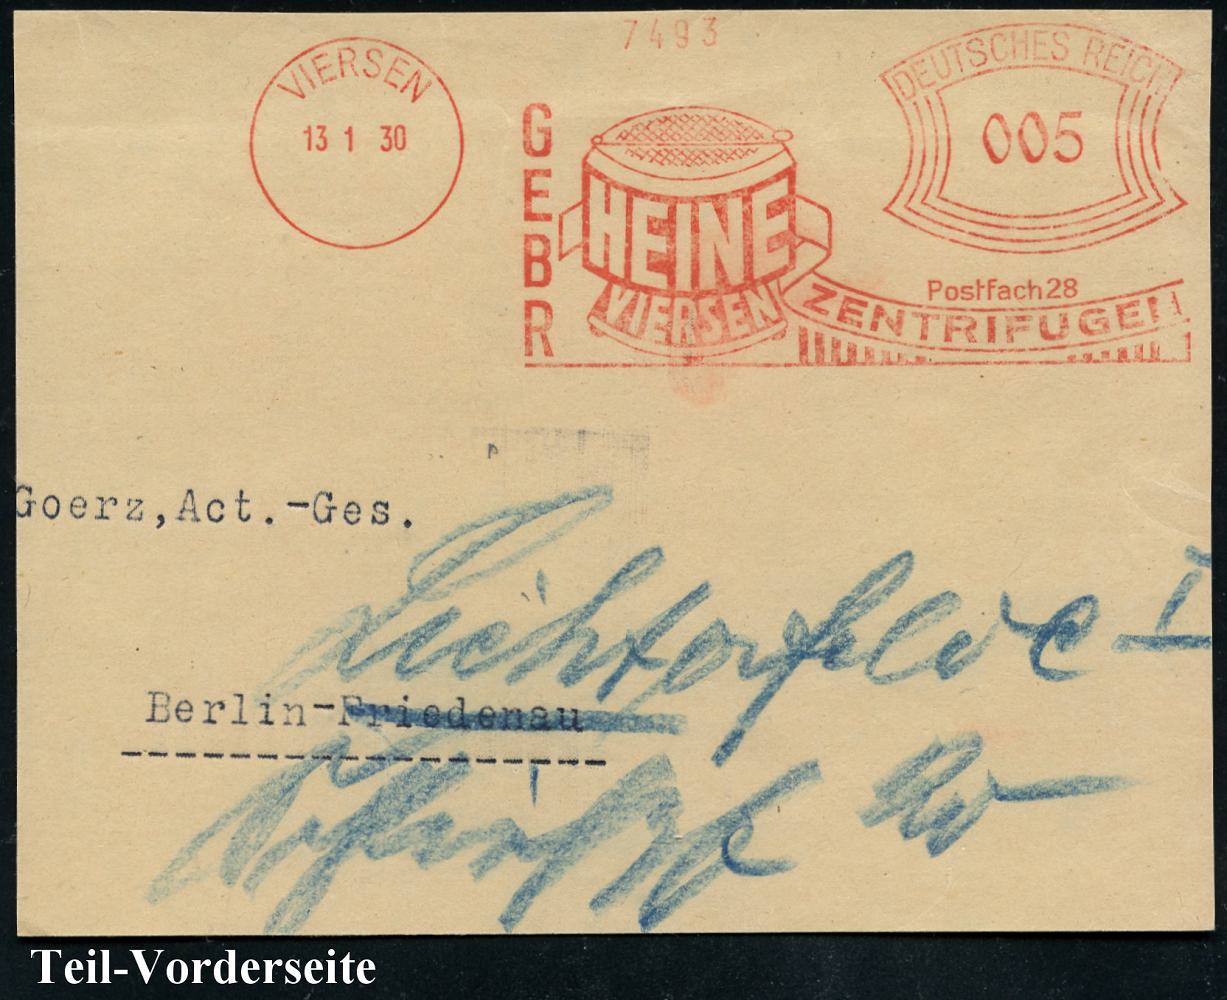 7493
VIERSEN
13 1 30
GEBR
HEINE
VIERSEN
DEUTSCHES REICH
005
Postfach 28
ZENTRIFUGEN
Goerz, Act.-Ges.
Lichterfelde I
Berlin-Friedenau
Teil-Vorderseite